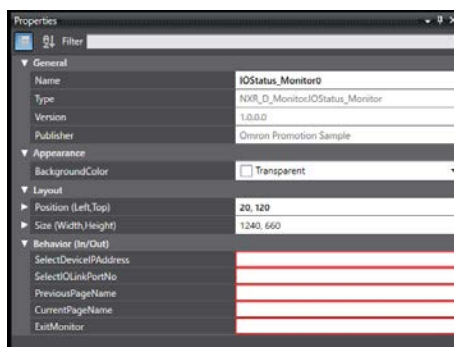 Properties
Filter
General
Name IOStatus_Monitor0
Type NXR_D_Monitor.IOStatus_Monitor
Version 1.0.0.0
Publisher Omron Promotion Sample
Appearance
BackgroundColor Transparent
Layout
Position (Left,Top) 20, 120
Size (Width,Height) 1240, 660
Behavior (In/Out)
SelectDeviceIPAddress
SelectIOLinkPortNo
PreviousPageName
CurrentPageName
ExitMonitor